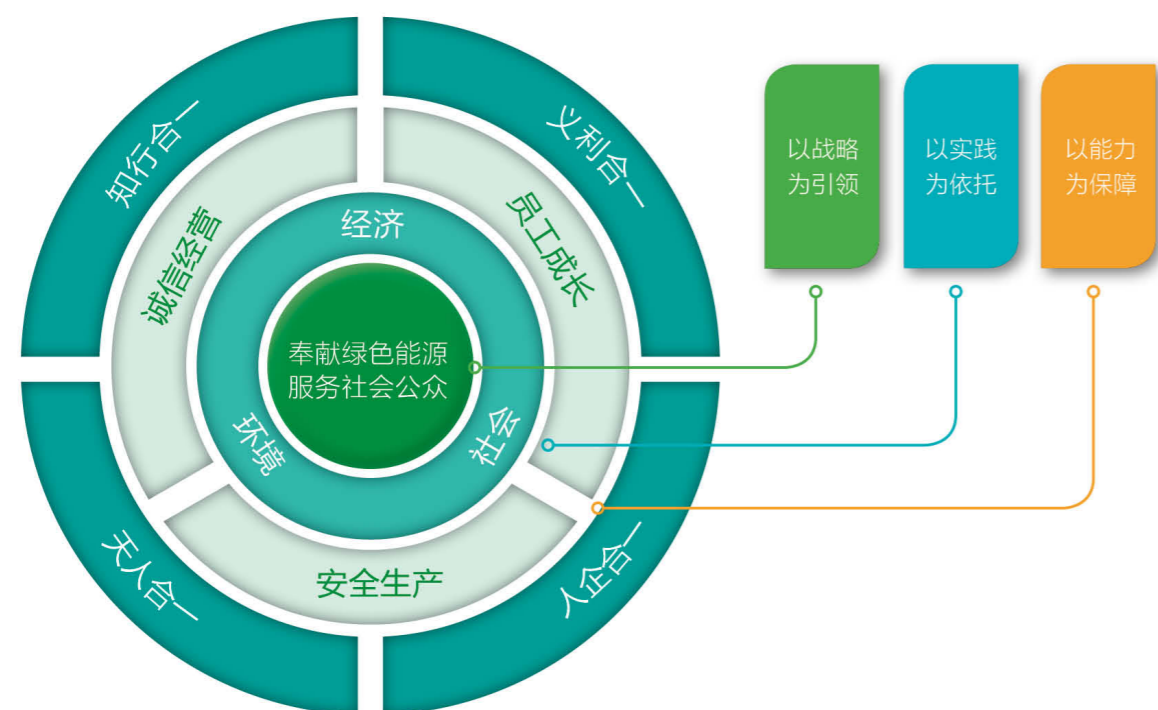 知行合一
义利合一
诚信经营
员工成长
经济
奉献绿色能源
服务社会公众
环境
社会
安全生产
天人合一
人企合一
以战略
为引领
以实践
为依托
以能力
为保障